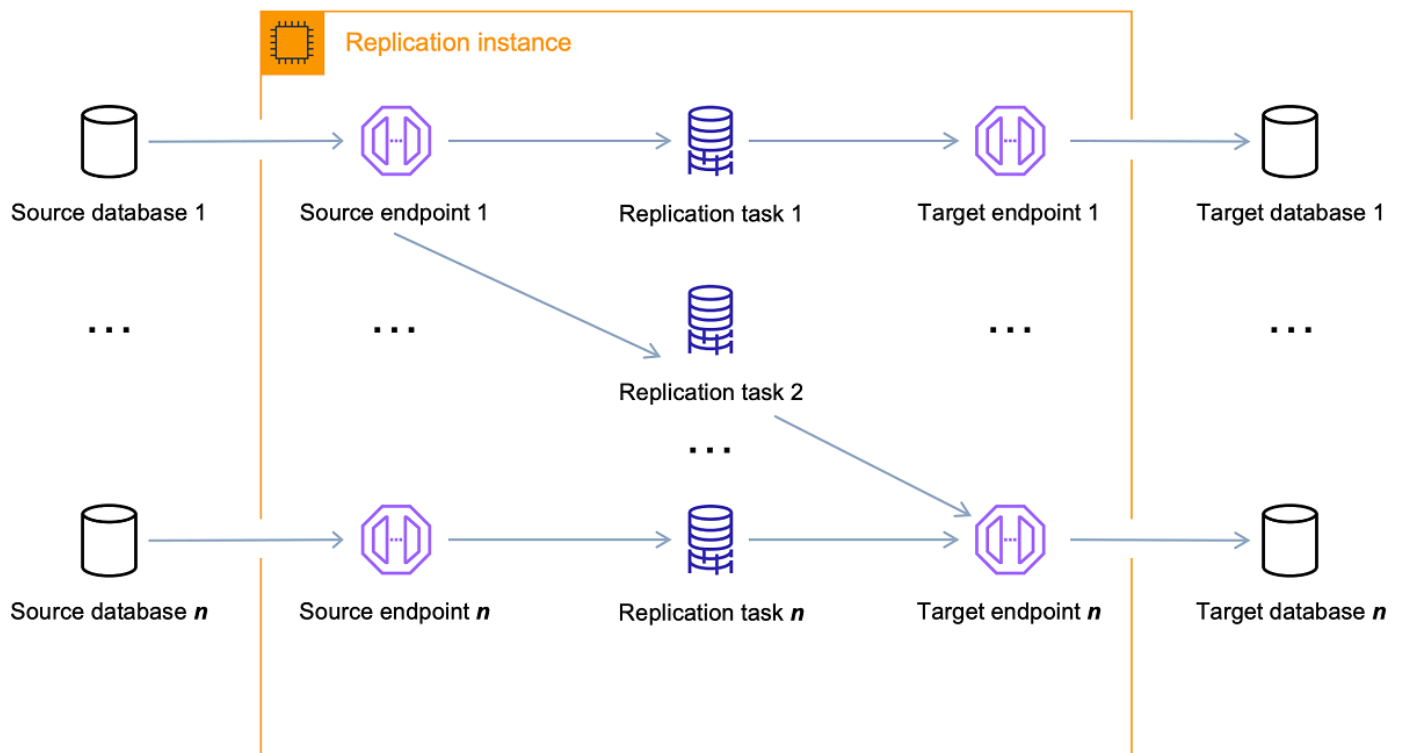 Replication instance
Source database 1
Source endpoint 1
Replication task 1
Target endpoint 1
Target database 1
...
...
...
...
Replication task 2
...
Source database n
Source endpoint n
Replication task n
Target endpoint n
Target database n